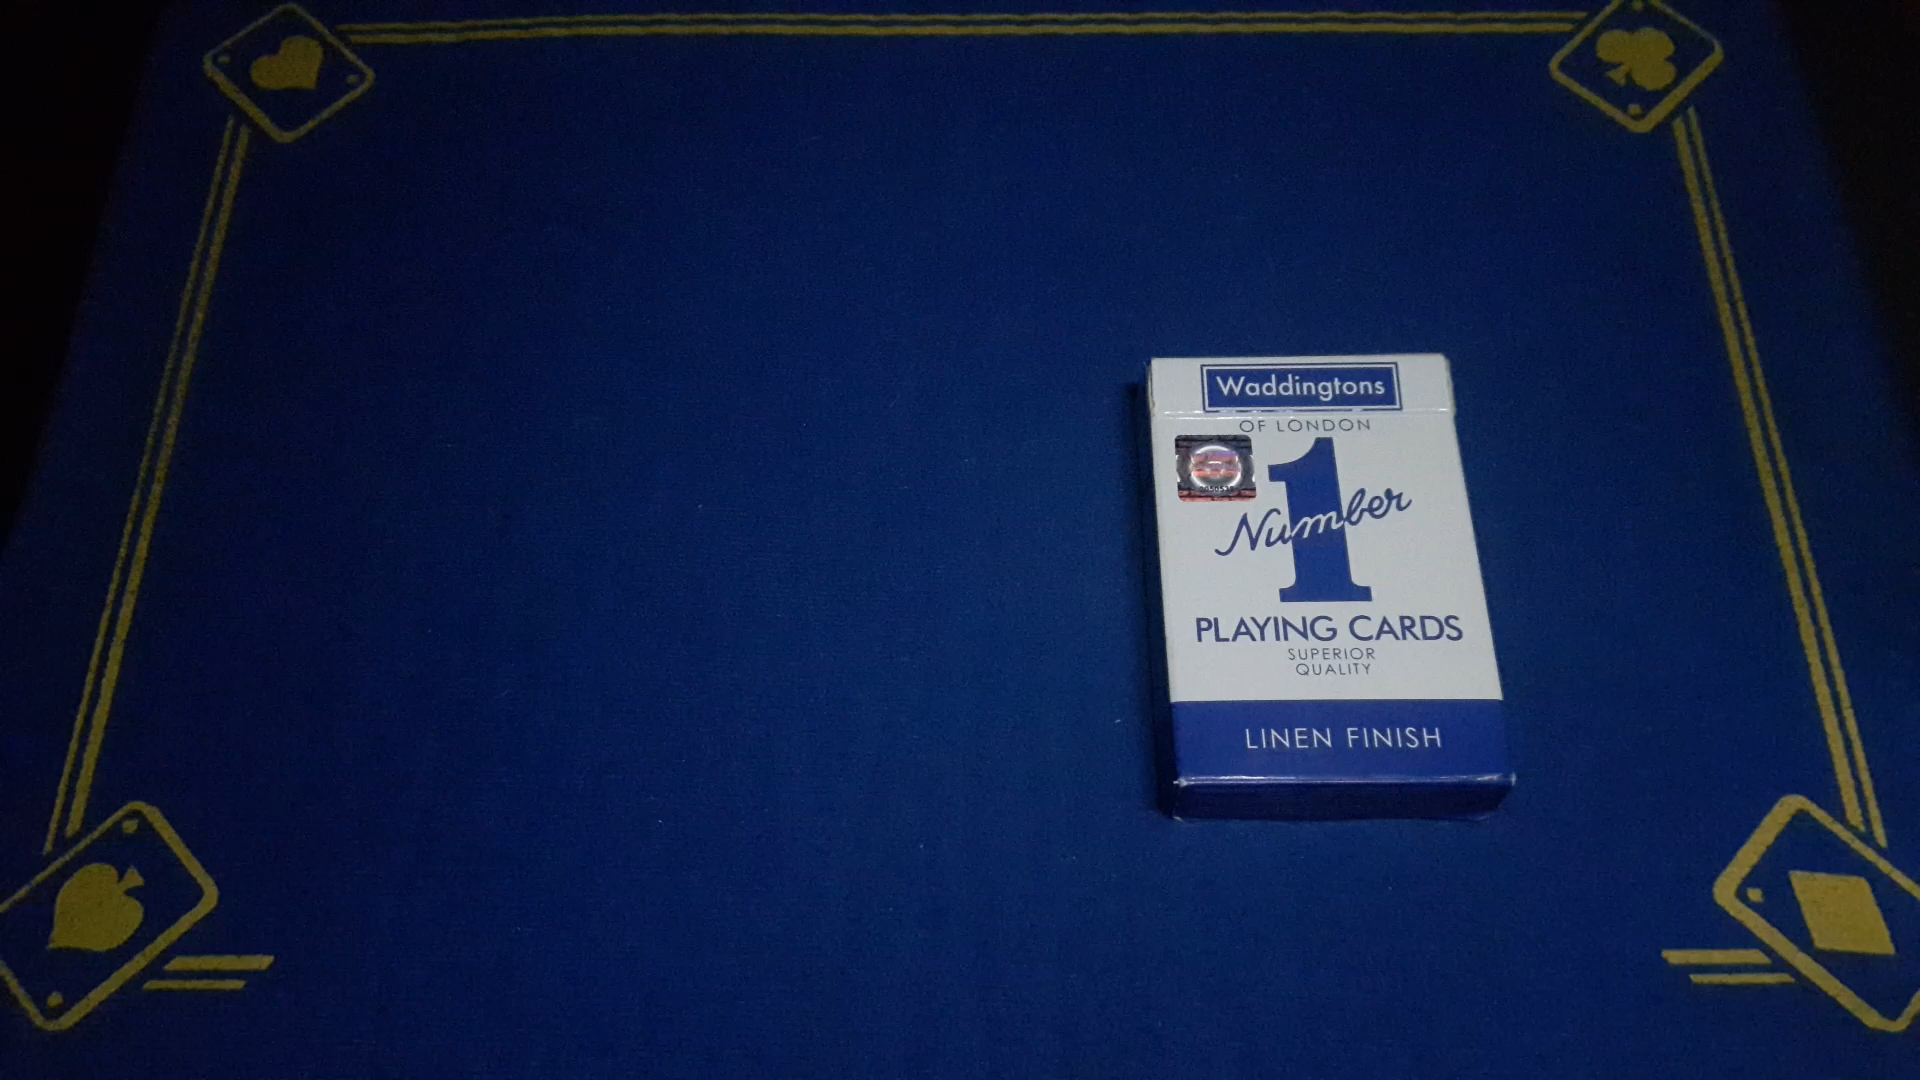 Waddingtons
OF LONDON
1
Number
PLAYING CARDS
SUPERIOR
QUALITY
LINEN FINISH